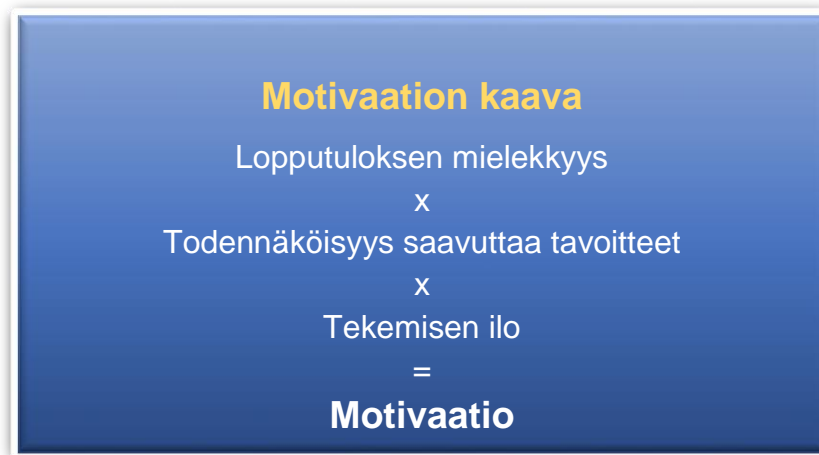 Motivaation kaava
Lopputuloksen mielekkyys
x
Todennäköisyys saavuttaa tavoitteet
x
Tekemisen ilo
=
Motivaatio